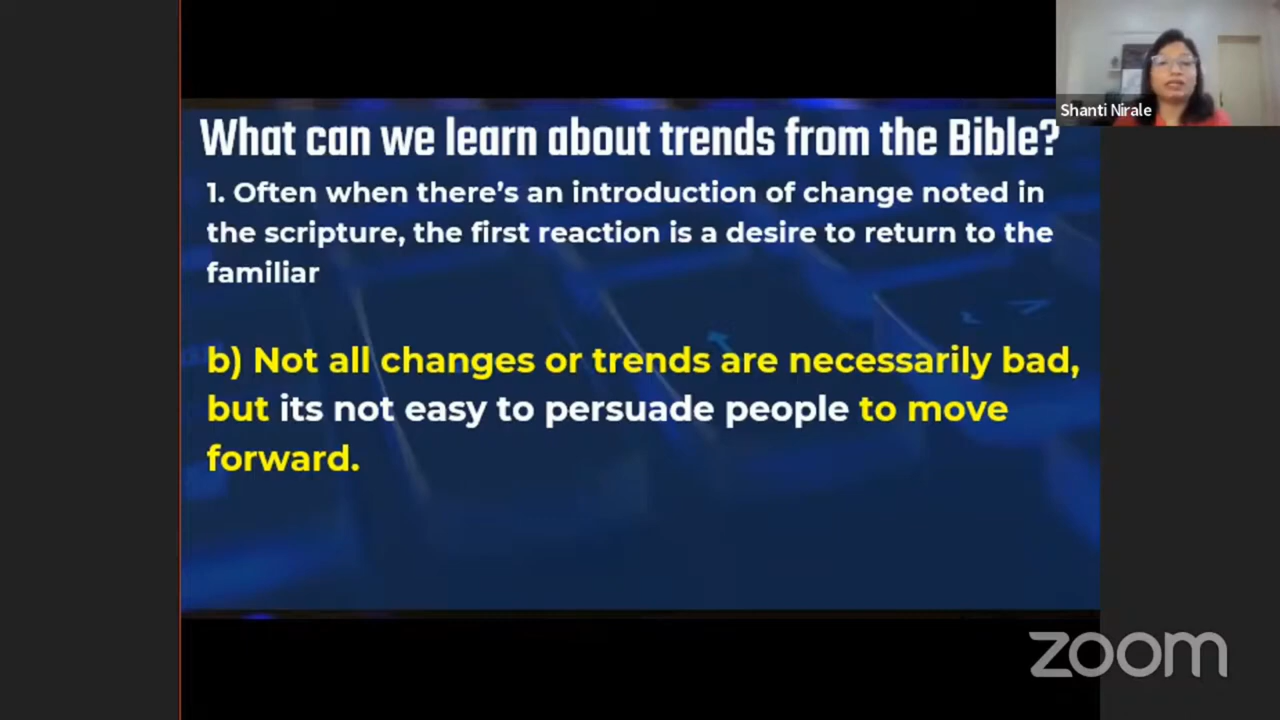 What can we learn about trends from the Bible?
1. Often when there's an introduction of change noted in
the scripture, the first reaction is a desire to return to the
familiar
b) Not all changes or trends are necessarily bad,
but its not easy to persuade people to move
forward.
Shanti Nirale
zoom